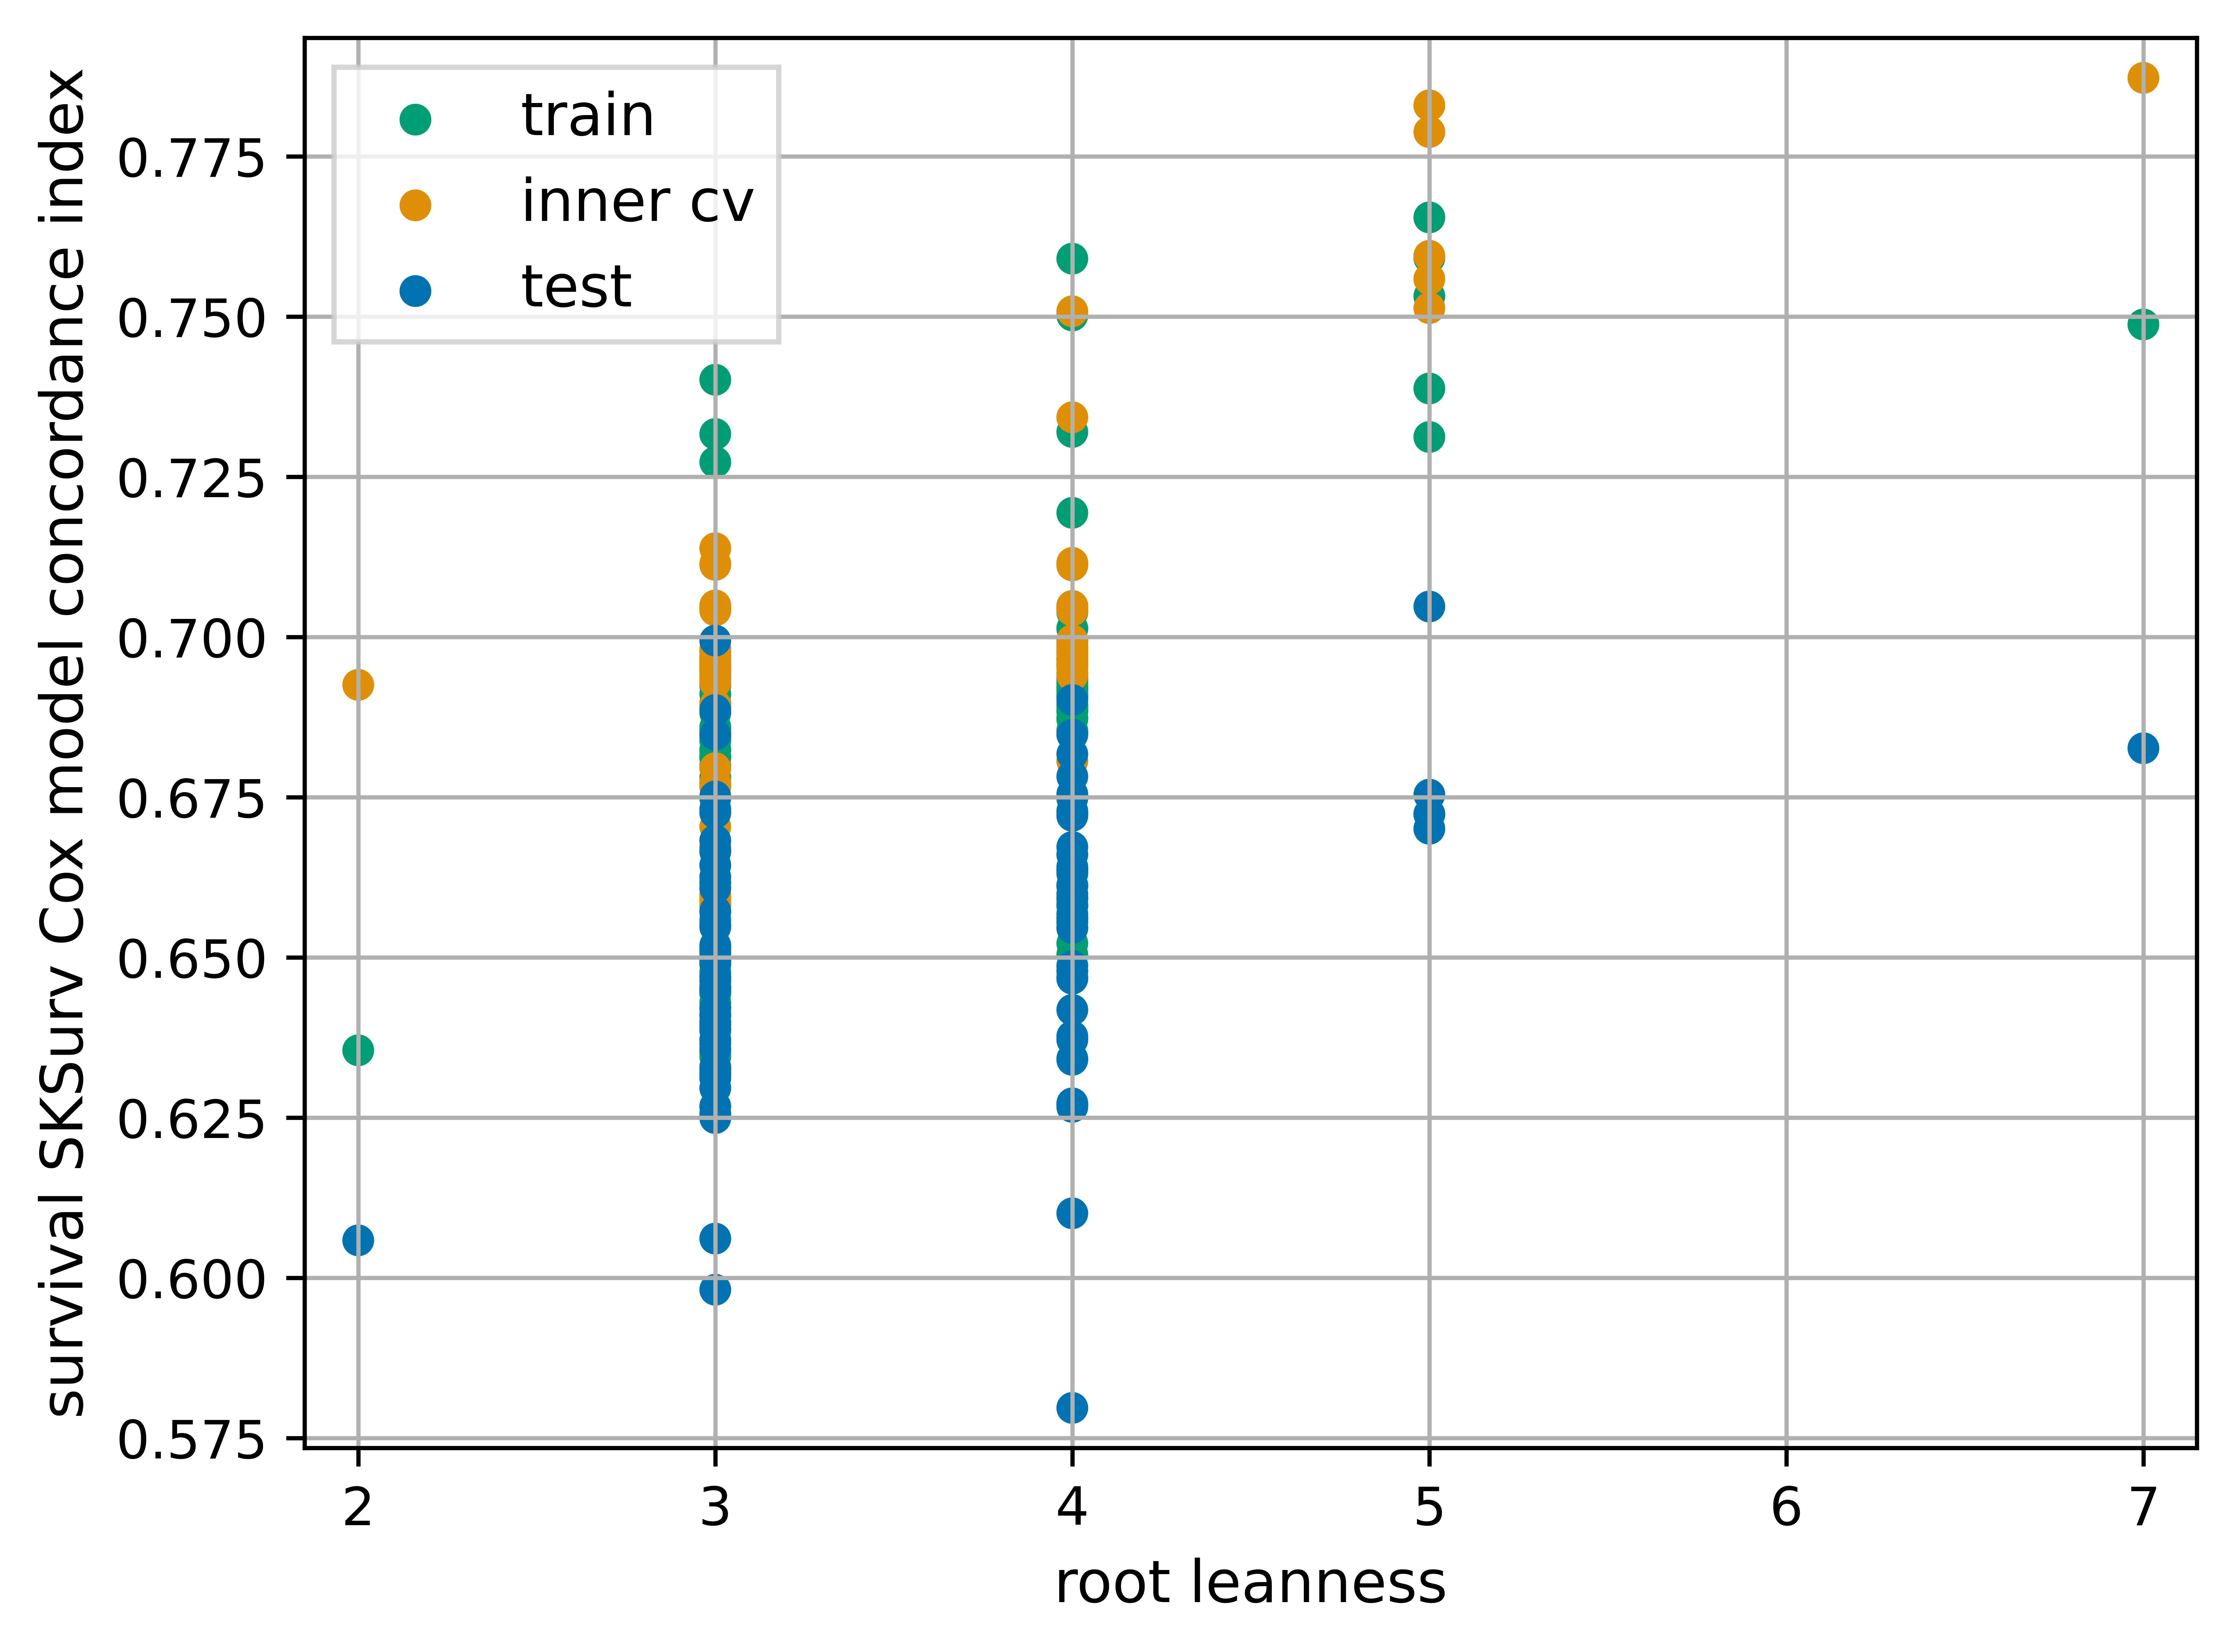 survival SKSurv Cox model concordance index
train
inner cv
test
0.775
0.750
0.725
0.700
0.675
0.650
0.625
0.600
0.575
2 3 4 5 6 7
root leanness